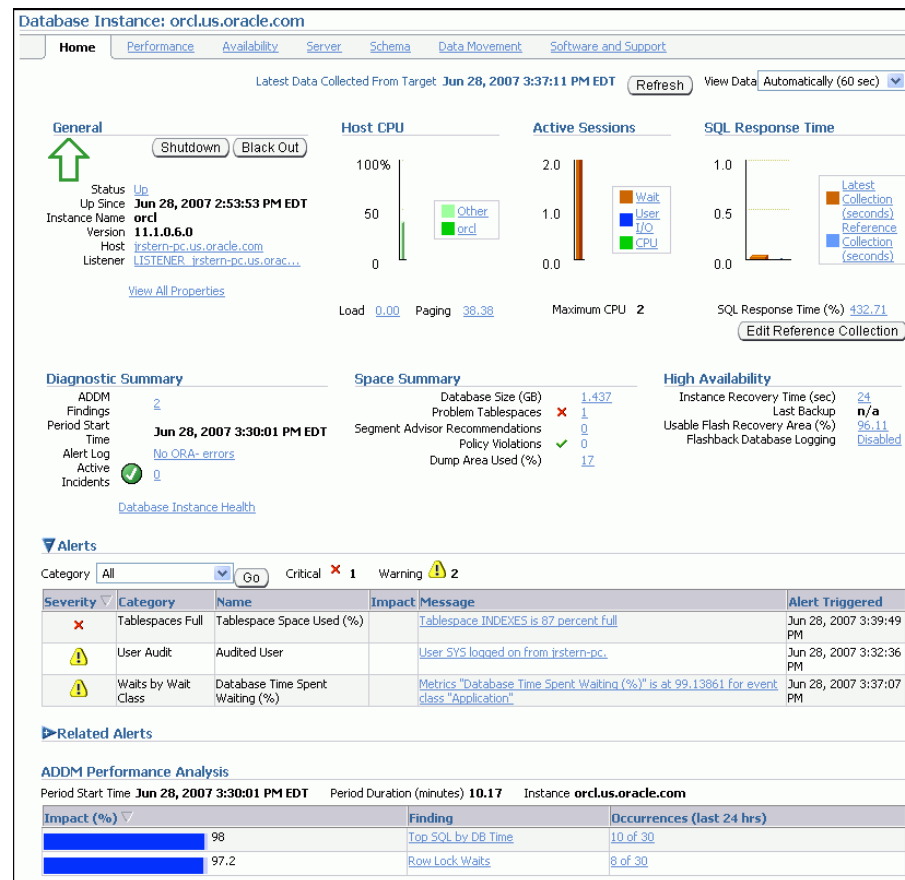 Database Instance: orcl.us.oracle.com
Home Performance Availability Server Schema Data Movement Software and Support
Latest Data Collected From Target Jun 28, 2007 3:37:11 PM EDT Refresh View Data Automatically (60 sec)
General
Shutdown Black Out
Status Up
Up Since Jun 28, 2007 2:53:53 PM EDT
Instance Name orcl
Version 11.1.0.6.0
Host jrstern-pc.us.oracle.com
Listener LISTENER_jrstern-pc.us.orac...
View All Properties
Host CPU
100%
50
0
Other
orcl
Load 0.00 Paging 38.38
Active Sessions
2.0
1.0
0.0
Wait
User
I/O
CPU
Maximum CPU 2
SQL Response Time
1.0
0.5
0.0
Latest
Collection
(seconds)
Reference
Collection
(seconds)
SQL Response Time (%) 432.71
Edit Reference Collection
Diagnostic Summary
ADDM
Findings 2
Period Start
Time Jun 28, 2007 3:30:01 PM EDT
Alert Log No ORA- errors
Active
Incidents 0
Database Instance Health
Space Summary
Database Size (GB) 1.437
Problem Tablespaces 1
Segment Advisor Recommendations 0
Policy Violations 0
Dump Area Used (%) 17
High Availability
Instance Recovery Time (sec) 24
Last Backup n/a
Usable Flash Recovery Area (%) 96.11
Flashback Database Logging Disabled
Alerts
Category All Go Critical 1 Warning 2
Severity Category Name Impact Message Alert Triggered
Tablespaces Full Tablespace Space Used (%) Tablespace INDEXES is 87 percent full Jun 28, 2007 3:39:49
PM
User Audit Audited User User SYS logged on from jrstern-pc. Jun 28, 2007 3:32:36
PM
Waits by Wait Database Time Spent Metrics "Database Time Spent Waiting (%)" is at 99.13861 for event Jun 28, 2007 3:37:07
Class Waiting (%) class "Application" PM
Related Alerts
ADDM Performance Analysis
Period Start Time Jun 28, 2007 3:30:01 PM EDT Period Duration (minutes) 10.17 Instance orcl.us.oracle.com
Impact (%) Finding Occurrences (last 24 hrs)
98 Top SQL by DB Time 10 of 30
97.2 Row Lock Waits 8 of 30